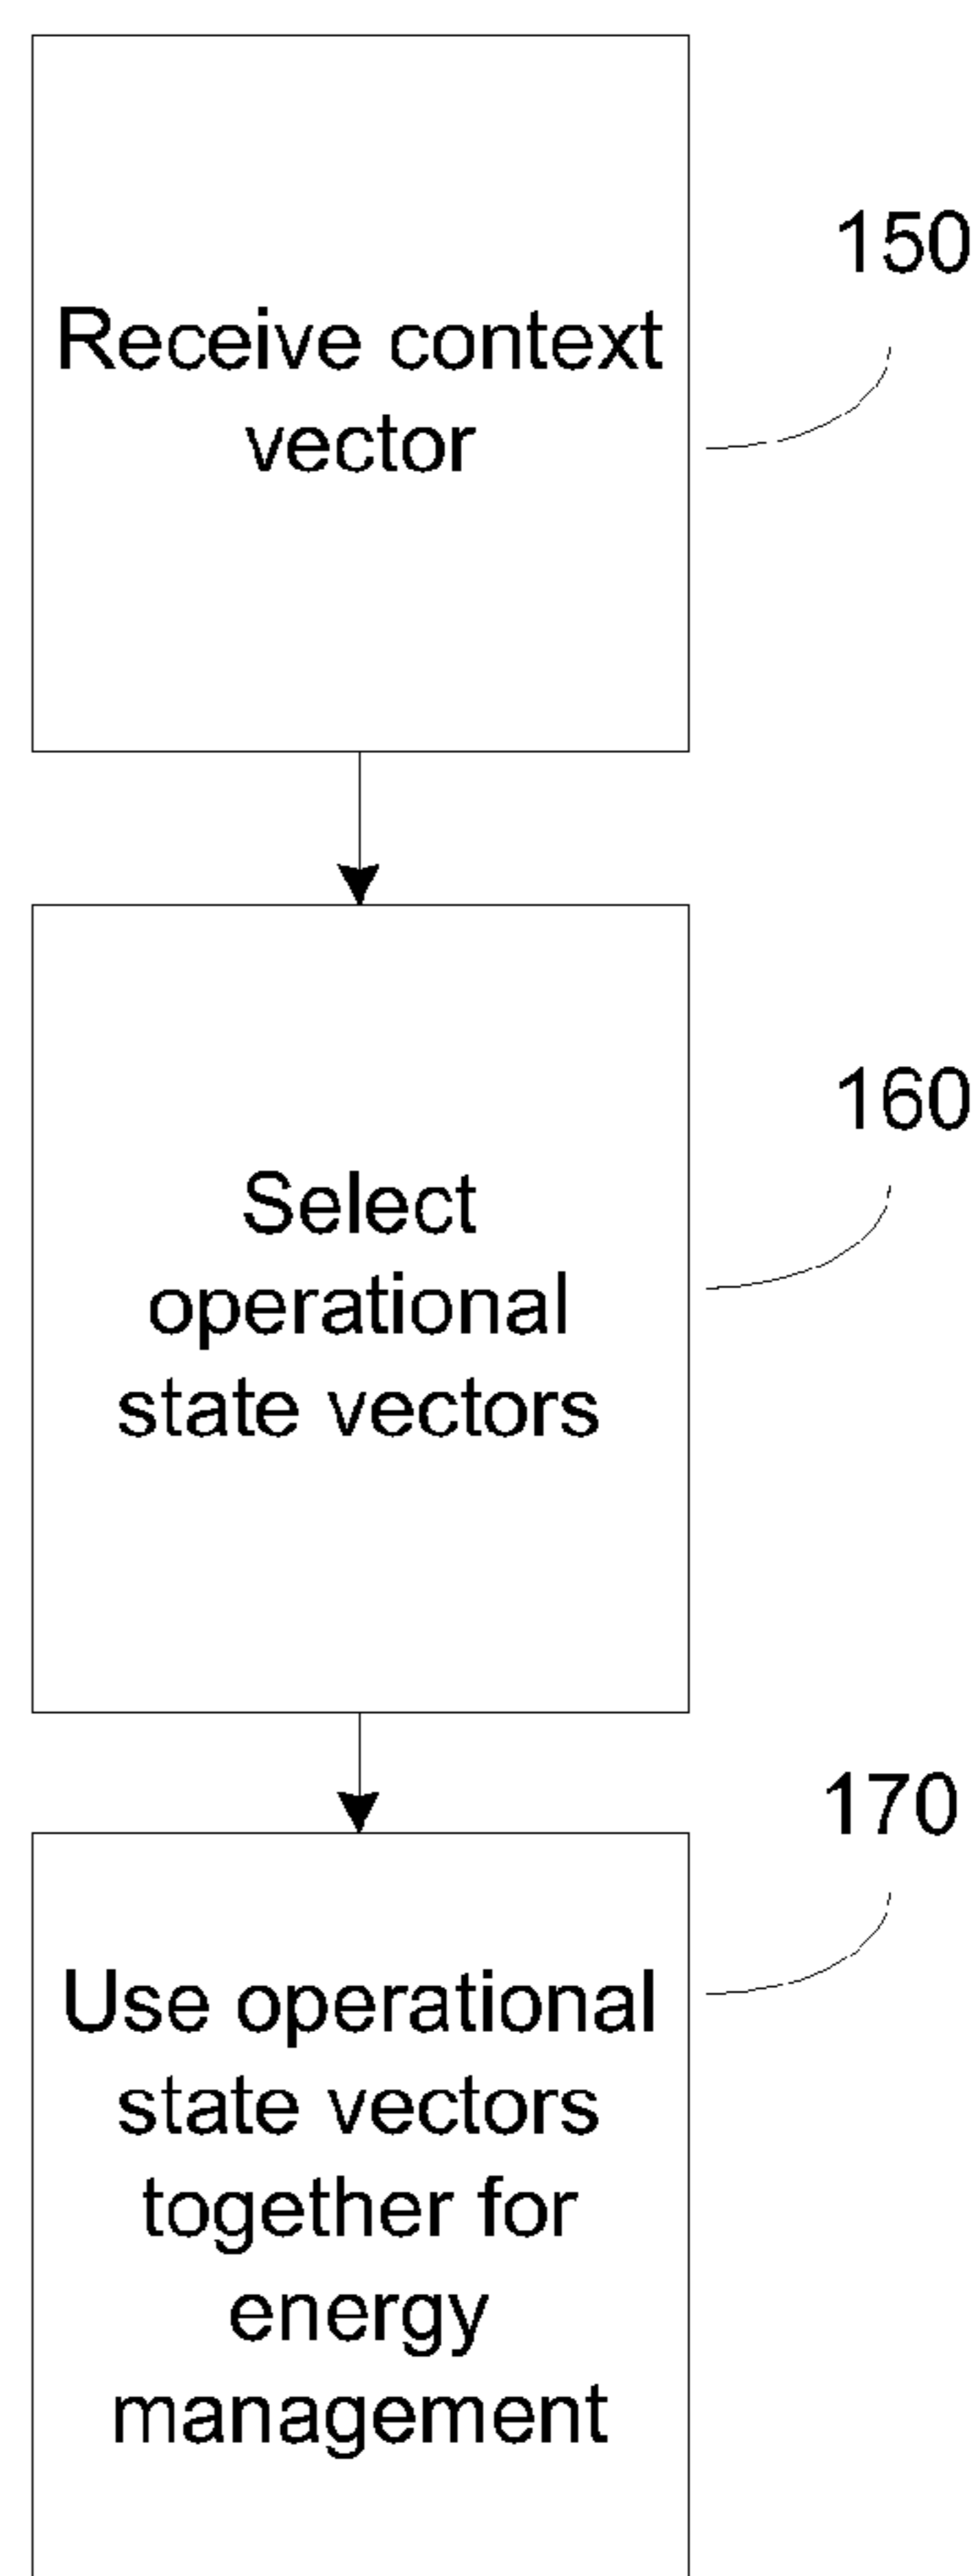 150
Receive context
vector
160
Select
operational
state vectors
170
Use operational
state vectors
together for
energy
management